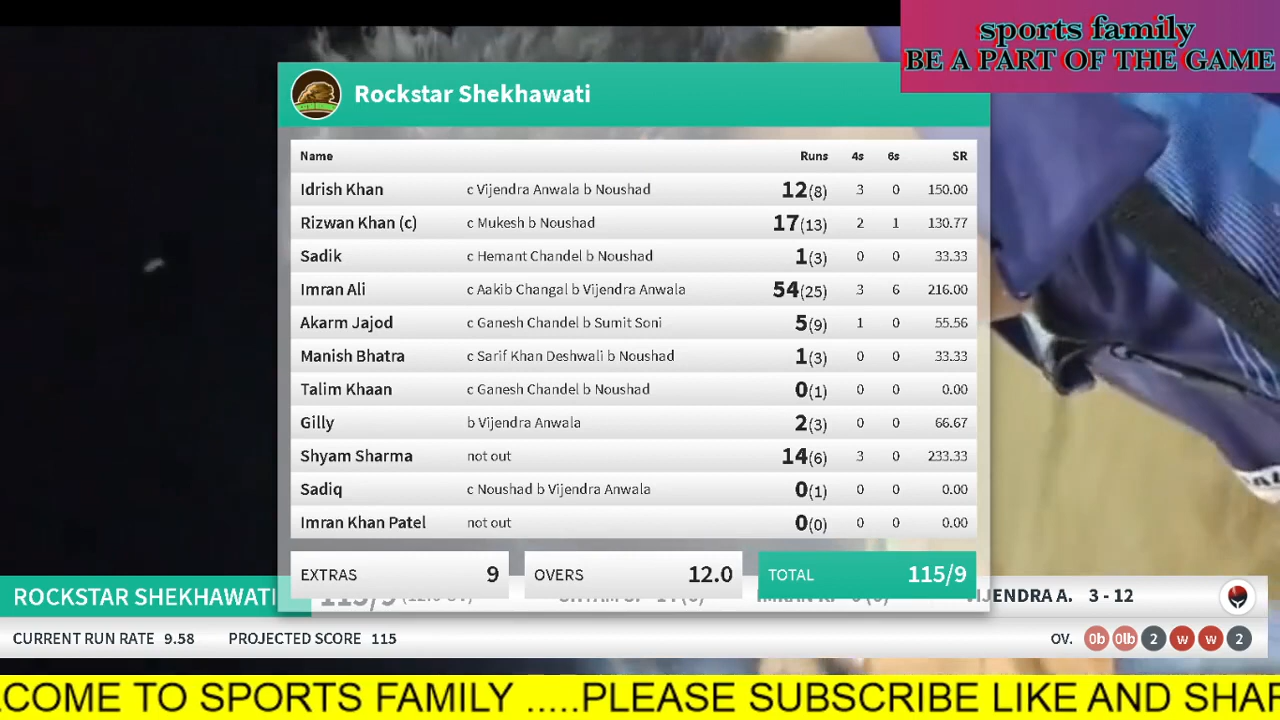 sports family
BE A PART OF THE GAME
Rockstar Shekhawati
Name Runs 4s 6s SR
Idrish Khan c Vijendra Anwala b Noushad 12(8) 3 0 150.00
Rizwan Khan (c) c Mukesh b Noushad 17(13) 2 1 130.77
Sadik c Hemant Chandel b Noushad 1(3) 0 0 33.33
Imran Ali c Aakib Changal b Vijendra Anwala 54(25) 3 6 216.00
Akarm Jajod c Ganesh Chandel b Sumit Soni 5(9) 1 0 55.56
Manish Bhatra c Sarif Khan Deshwali b Noushad 1(3) 0 0 33.33
Talim Khaan c Ganesh Chandel b Noushad 0(1) 0 0 0.00
Gilly b Vijendra Anwala 2(3) 0 0 66.67
Shyam Sharma not out 14(6) 3 0 233.33
Sadiq c Noushad b Vijendra Anwala 0(1) 0 0 0.00
Imran Khan Patel not out 0(0) 0 0 0.00
EXTRAS 9 OVERS 12.0 TOTAL 115/9
ROCKSTAR SHEKHAWATI 115/9 3 - 12
CURRENT RUN RATE 9.58 PROJECTED SCORE 115 OV. 0b 0lb 2 w w 2
COME TO SPORTS FAMILY .....PLEASE SUBSCRIBE LIKE AND SHAR